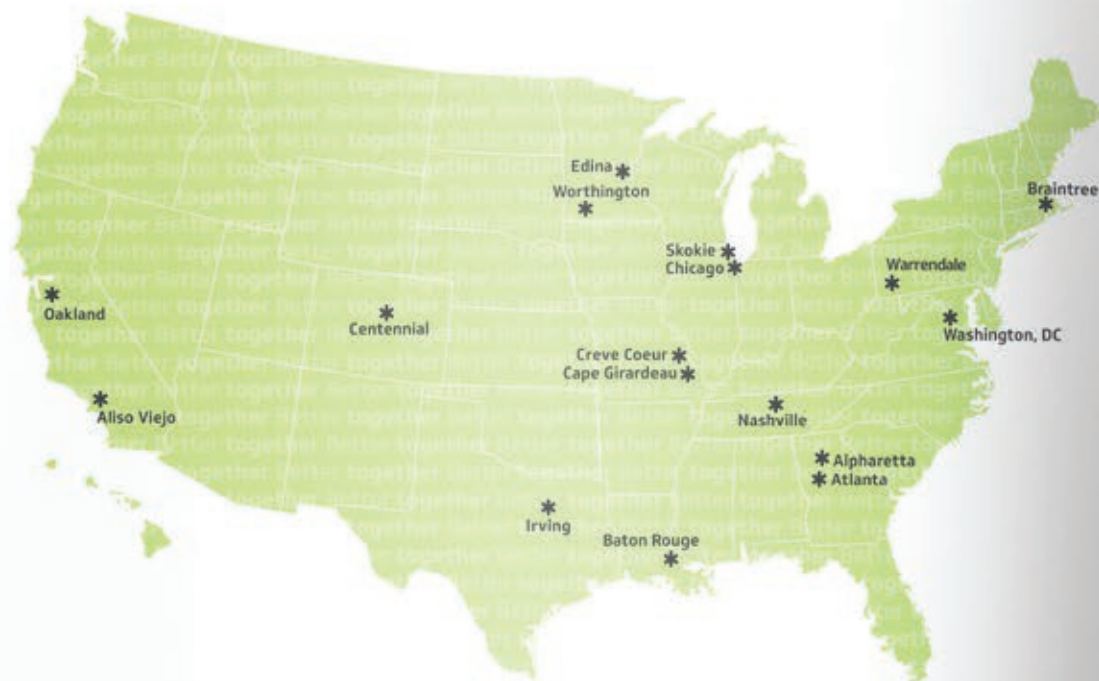 Edina
Worthington
Braintree
Skokie
Chicago
Warrendale
Oakland
Centennial
Washington, DC
Creve Coeur
Cape Girardeau
Aliso Viejo
Nashville
Alpharetta
Atlanta
Irving
Baton Rouge